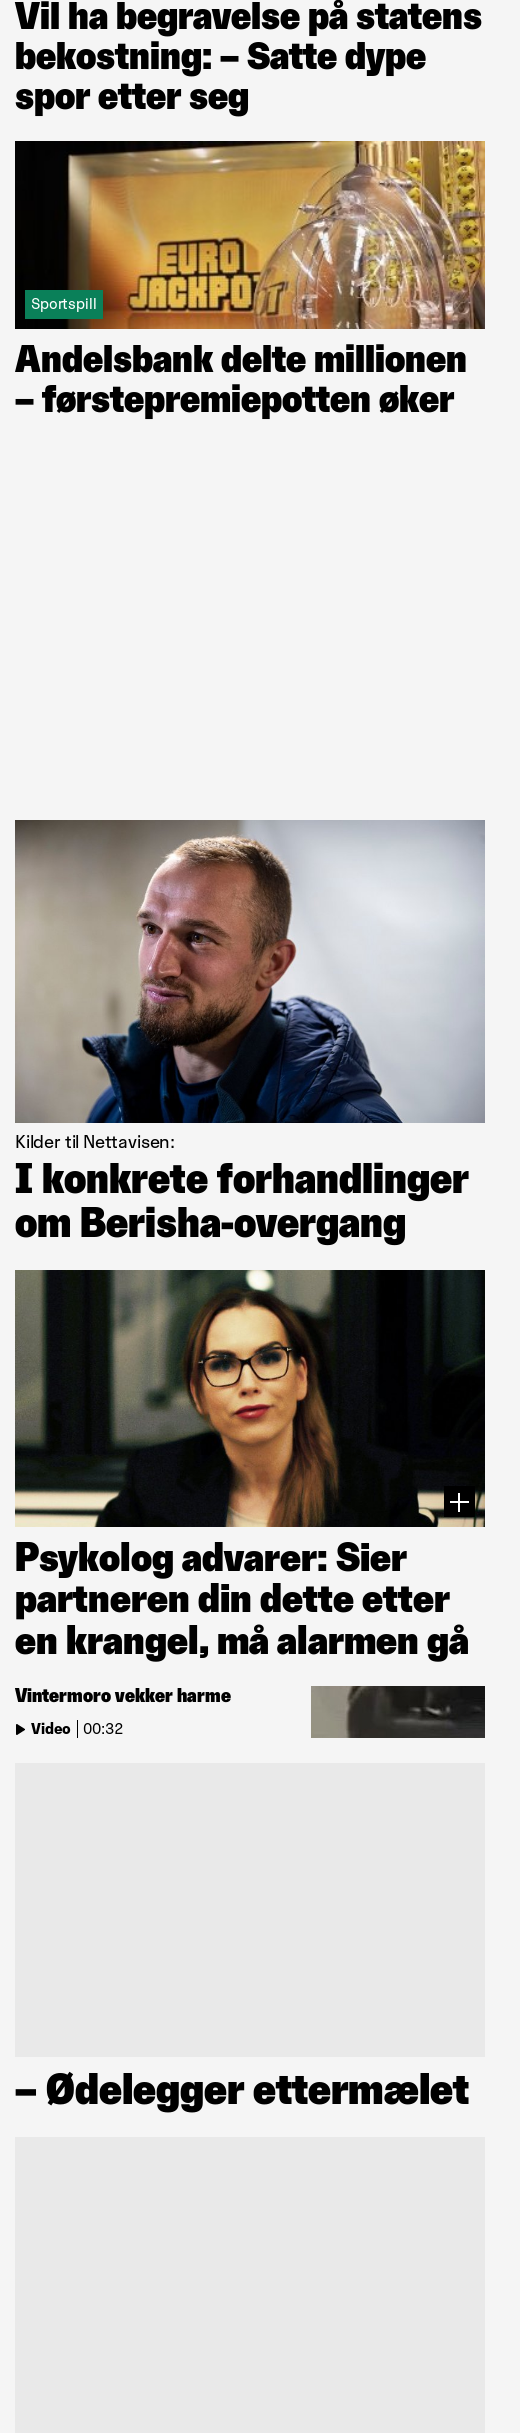 Vil ha begravelse på statens
bekostning: – Satte dype
spor etter seg
EURO
JACKPOT
Sportspill
Andelsbank delte millionen
– førstepremiepotten øker
Kilder til Nettavisen:
I konkrete forhandlinger
om Berisha-overgang
Psykolog advarer: Sier
partneren din dette etter
en krangel, må alarmen gå
Vintermoro vekker harme
Video | 00:32
– Ødelegger ettermælet